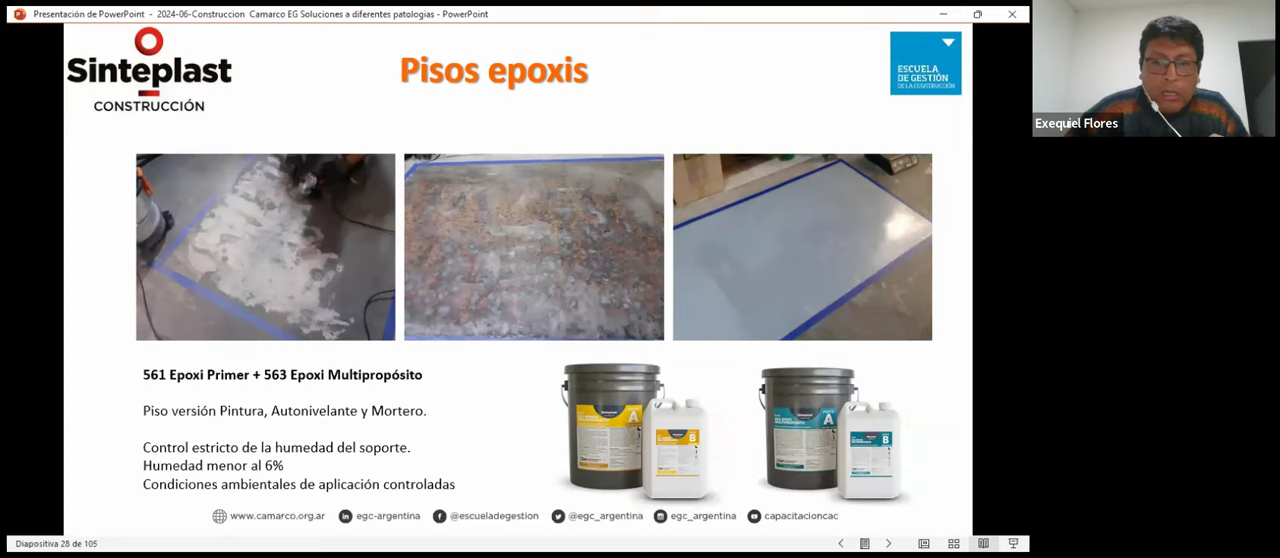 Presentación de PowerPoint - 2024-06-Construccion Camarco EG Soluciones a diferentes patologias - PowerPoint
Sinteplast
CONSTRUCCIÓN
Pisos epoxis
ESCUELA
DE GESTIÓN
DE LA CONSTRUCCIÓN
Exequiel Flores
561 Epoxi Primer + 563 Epoxi Multipropósito
Piso versión Pintura, Autonivelante y Mortero.
Control estricto de la humedad del soporte.
Humedad menor al 6%
Condiciones ambientales de aplicación controladas
Sinteplast
A
B
Sinteplast
A
B
www.camarco.org.ar egc-argentina @escueladegestion @egc_argentina egc_argentina capacitacioncac
Diapositiva 28 de 105